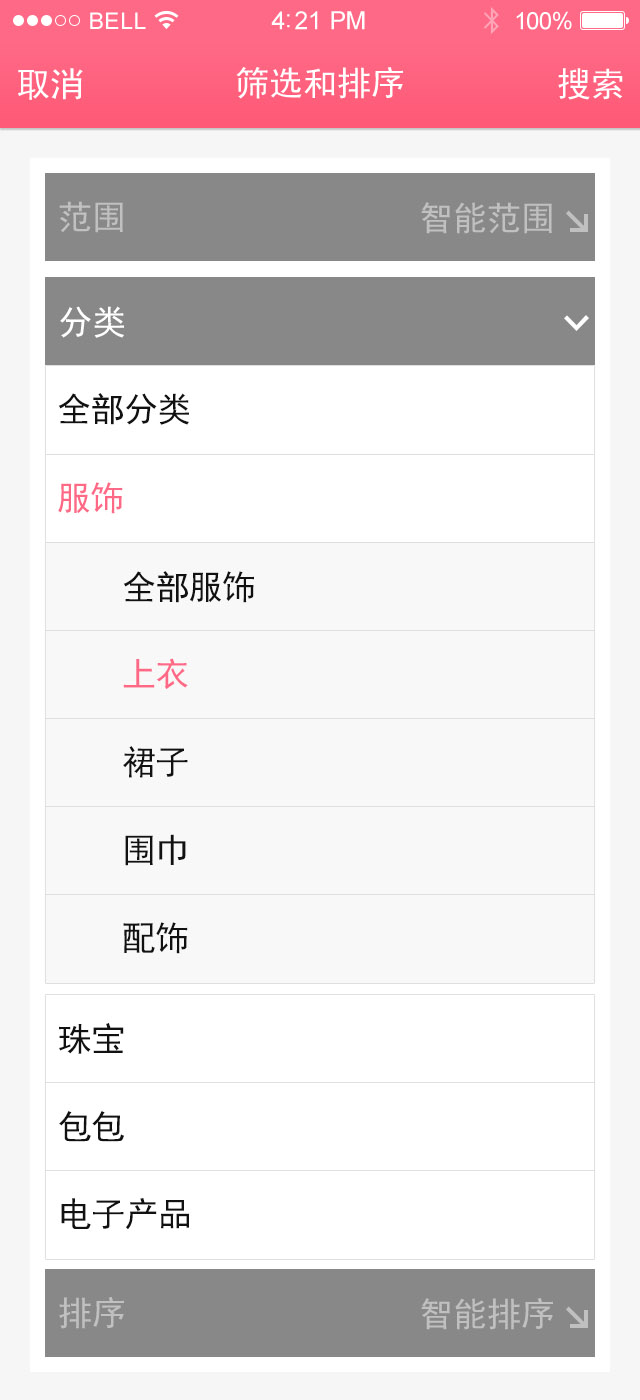 BELL 4:21 PM 100%
取消 筛选和排序 搜索
范围 智能范围
分类
全部分类
服饰
全部服饰
上衣
裙子
围巾
配饰
珠宝
包包
电子产品
排序 智能排序